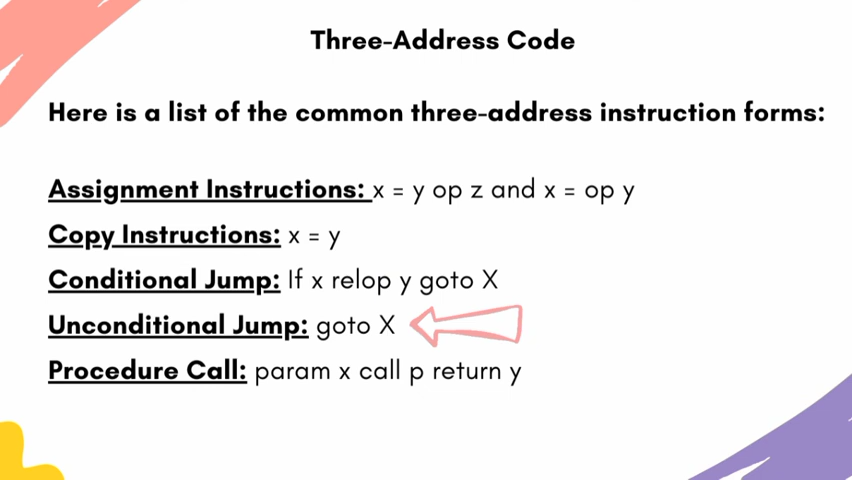 Three-Address Code
Here is a list of the common three-address instruction forms:
Assignment Instructions: x = y op z and x = op y
Copy Instructions: x = y
Conditional Jump: If x relop y goto X
Unconditional Jump: goto X
Procedure Call: param x call p return y